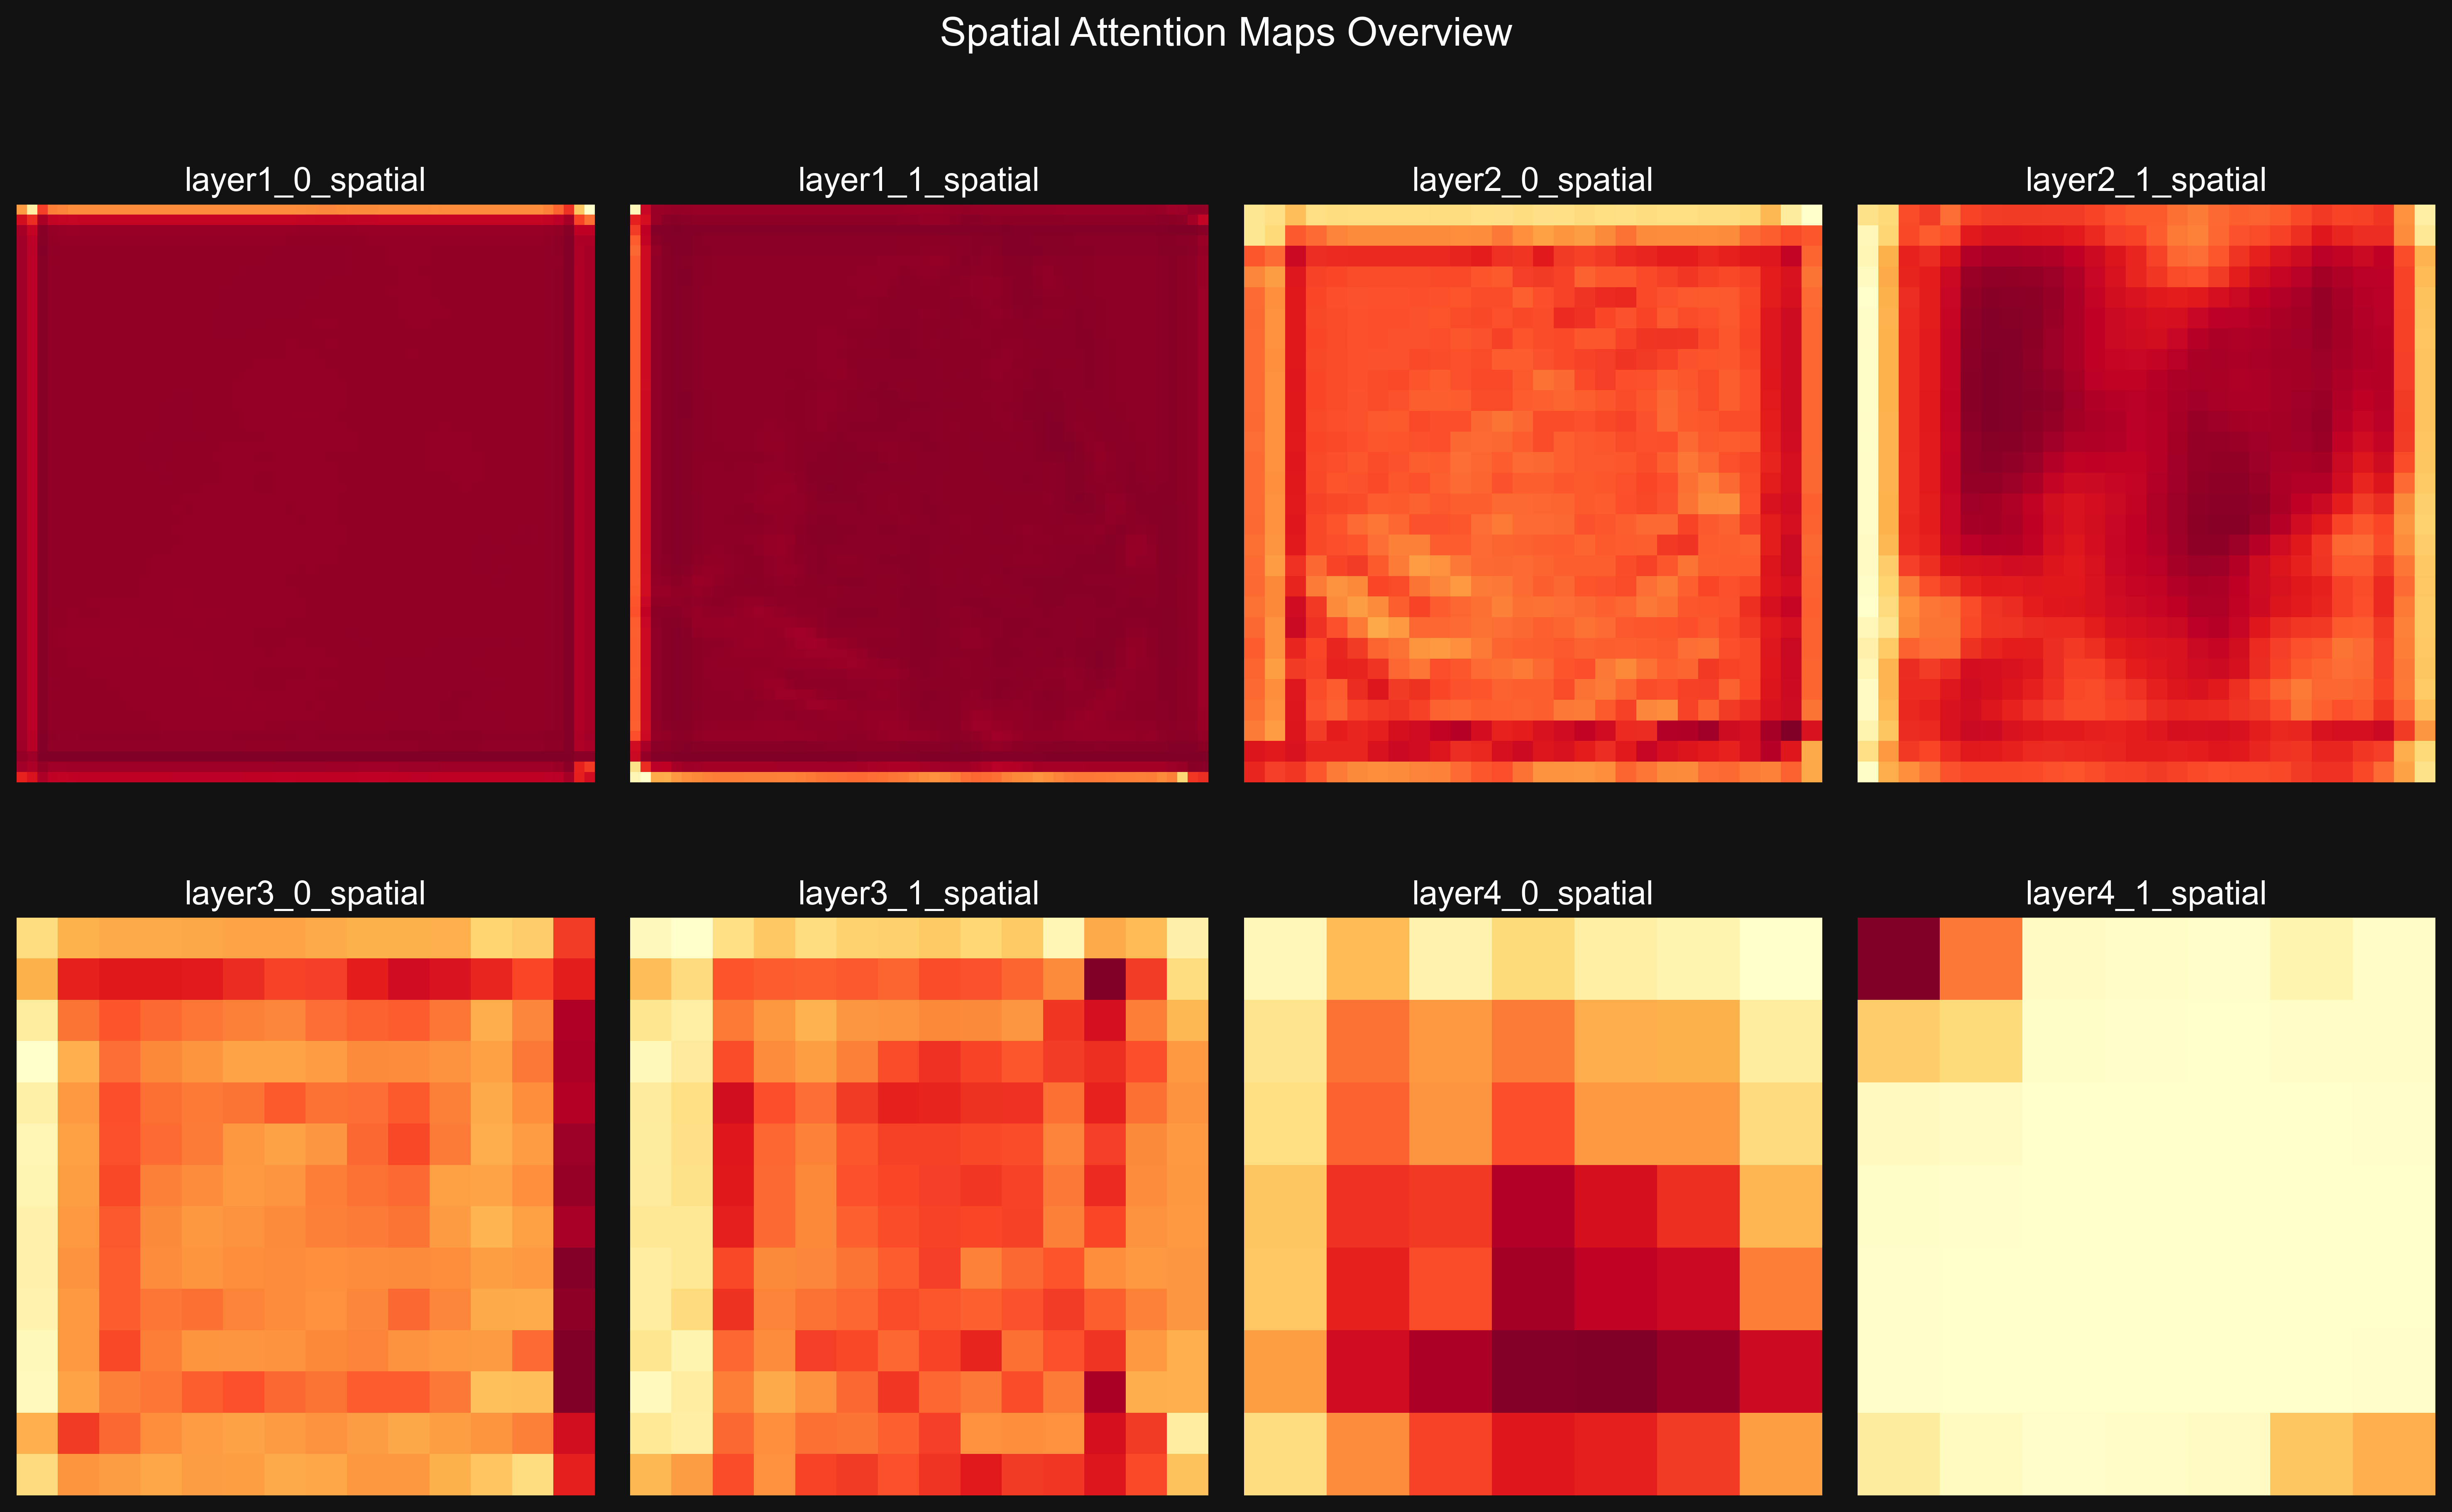 Spatial Attention Maps Overview
layer1_0_spatial
layer1_1_spatial
layer2_0_spatial
layer2_1_spatial
layer3_0_spatial
layer3_1_spatial
layer4_0_spatial
layer4_1_spatial